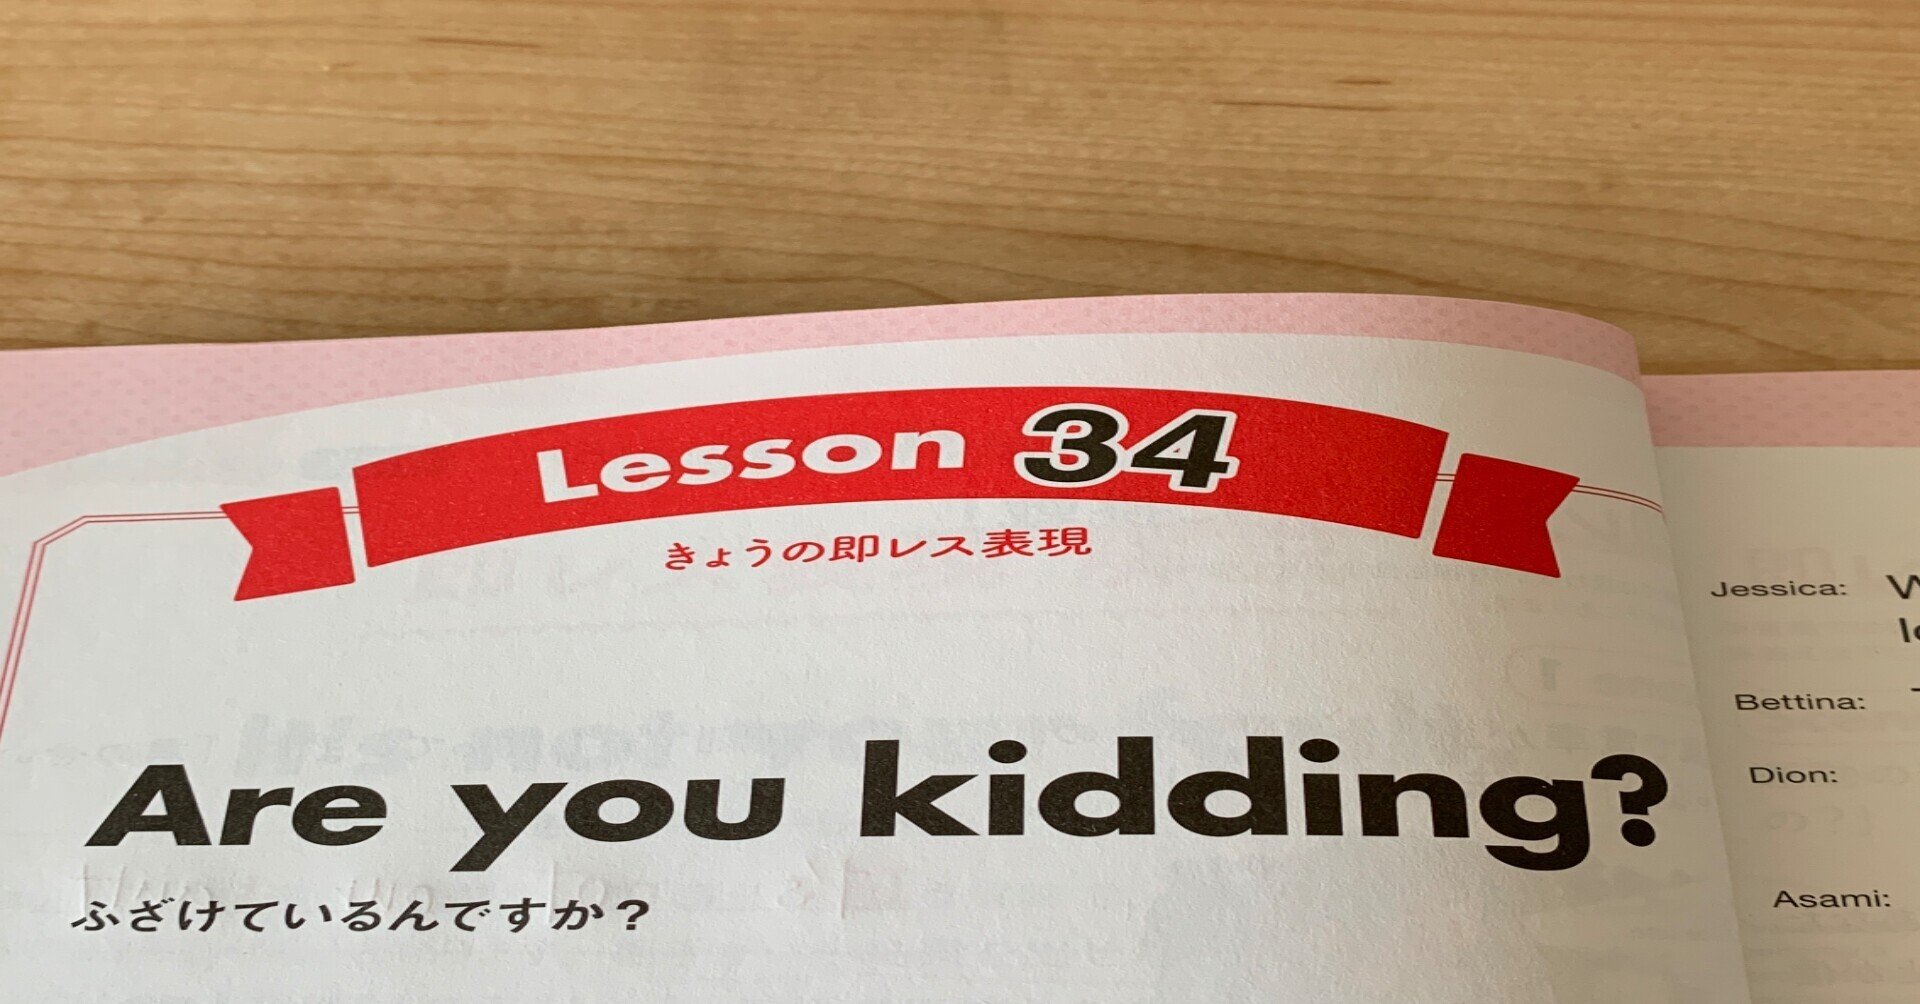 Lesson 34
きょうの即レス表現
Are you kidding?
ふざけているんですか？
Jessica:
Bettina:
Dion:
Asami: